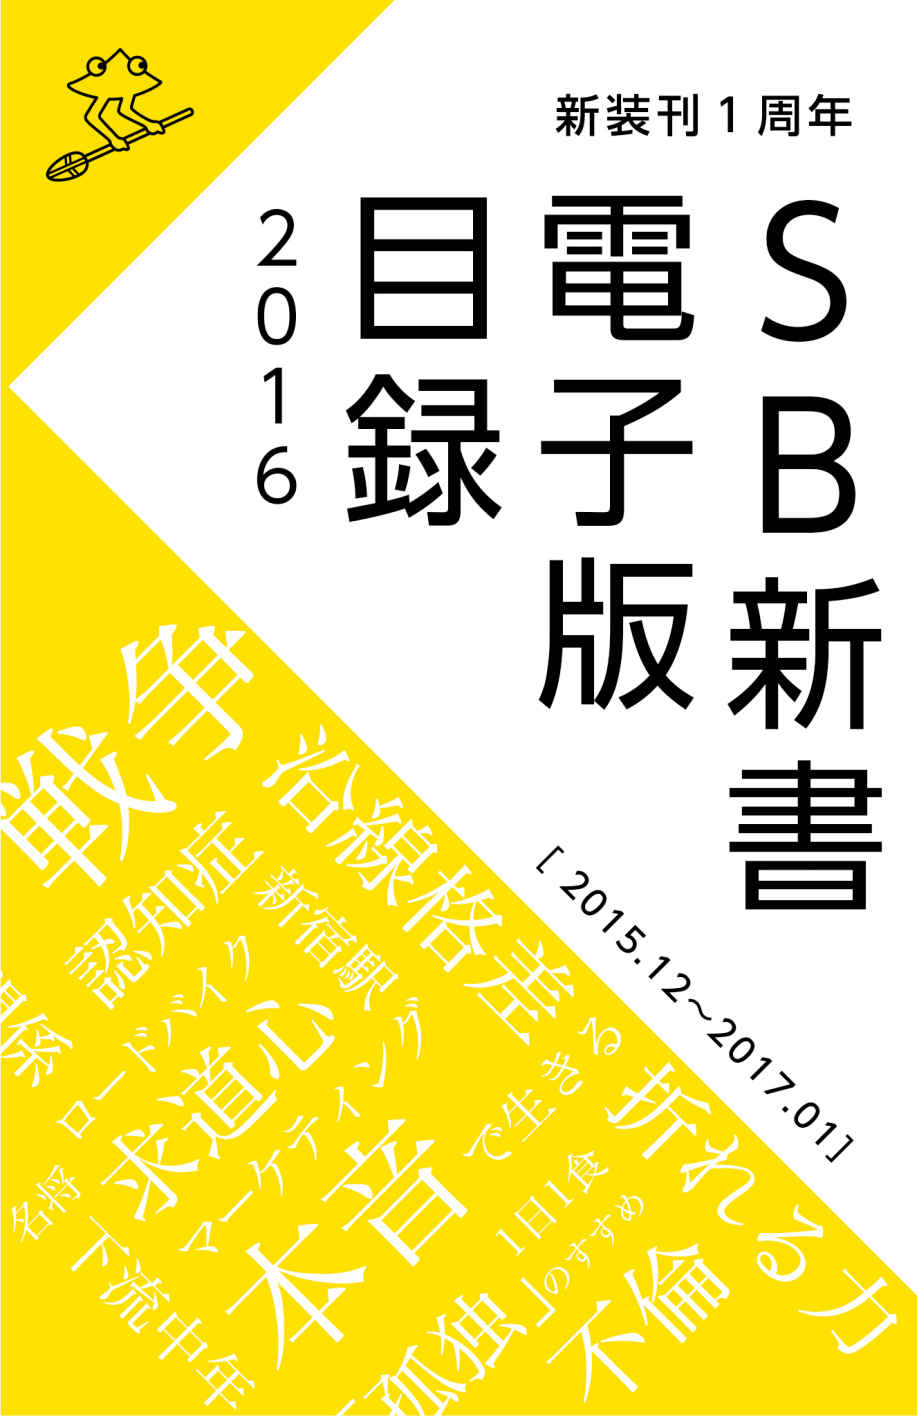 新装刊1周年
SB新書
電子版
目録
2016
[2015.12～2017.01]
戦争
沿線格差
認知症
新宿駅
関係
ロードバイク
求道心
マーケティング
本音
で生きる
折れる力
名将
下流中年
1日1食
のすすめ
「孤独」
不倫